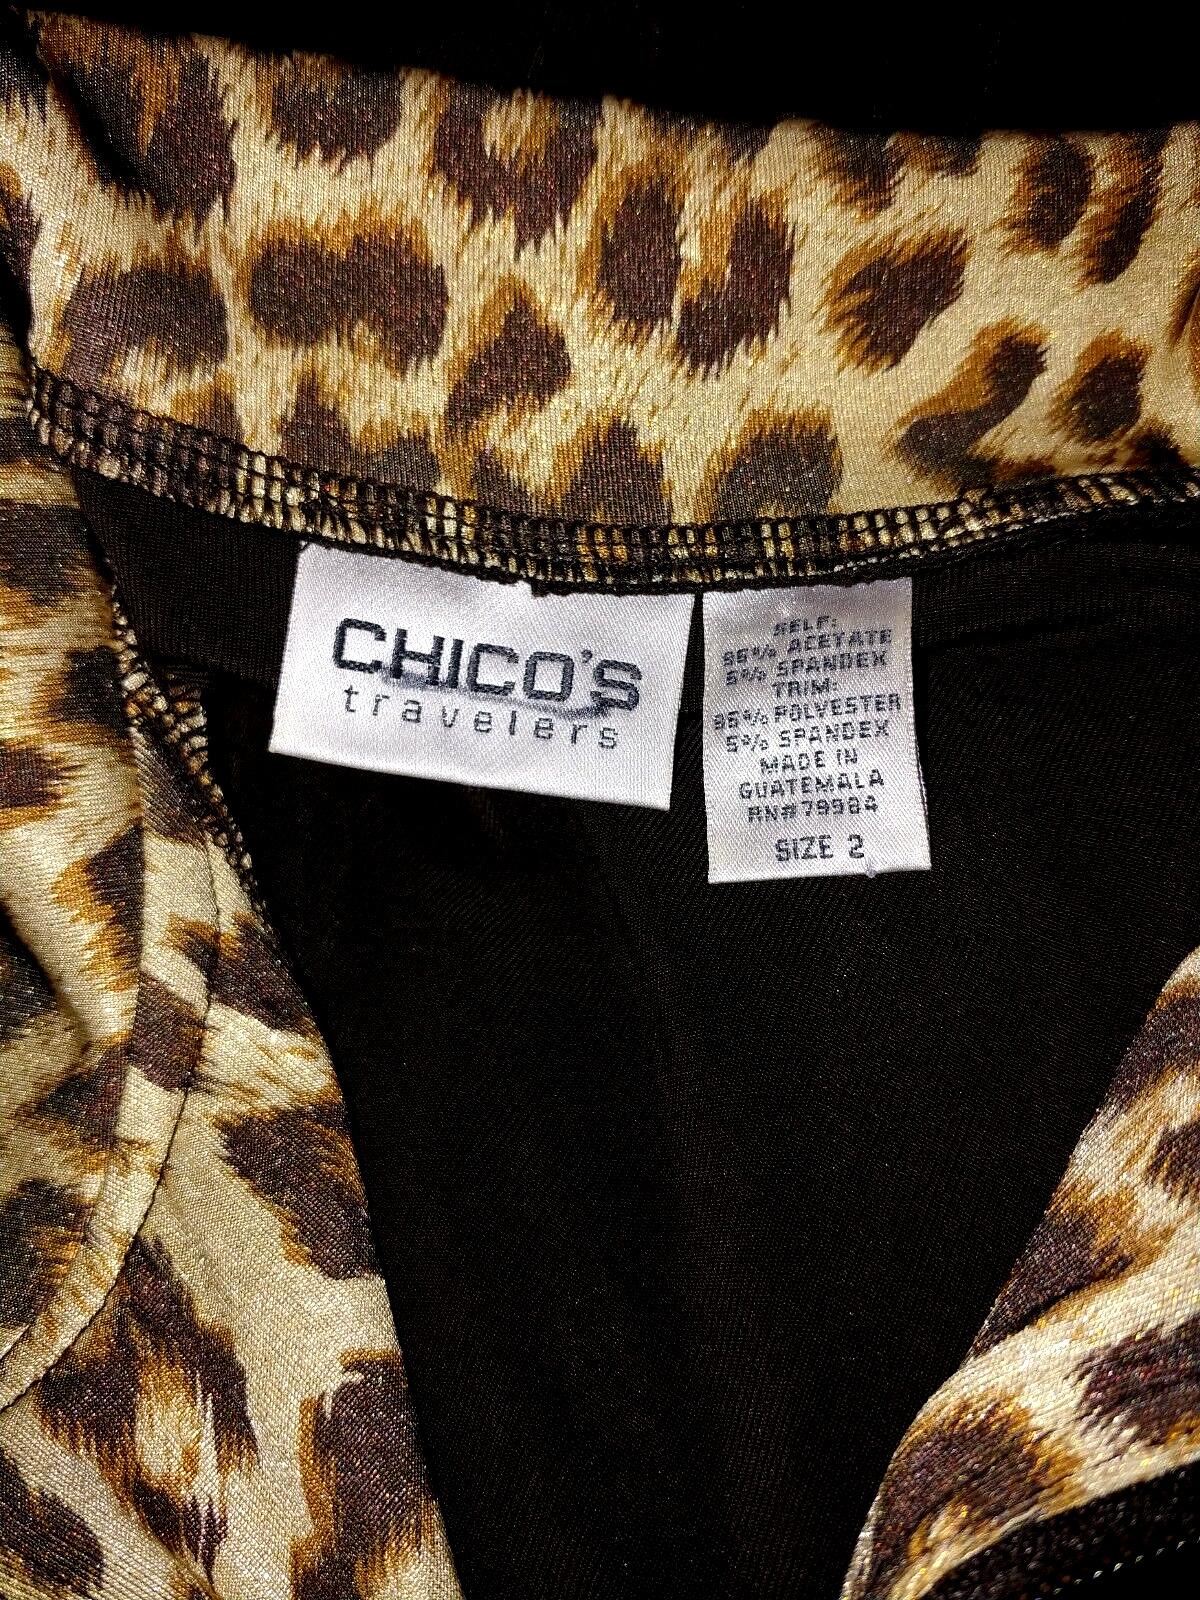 CHICO'S
travelers
SELF:
95% ACETATE
5% SPANDEX
TRIM:
95% POLYESTER
5% SPANDEX
MADE IN
GUATEMALA
RN#79984
SIZE 2